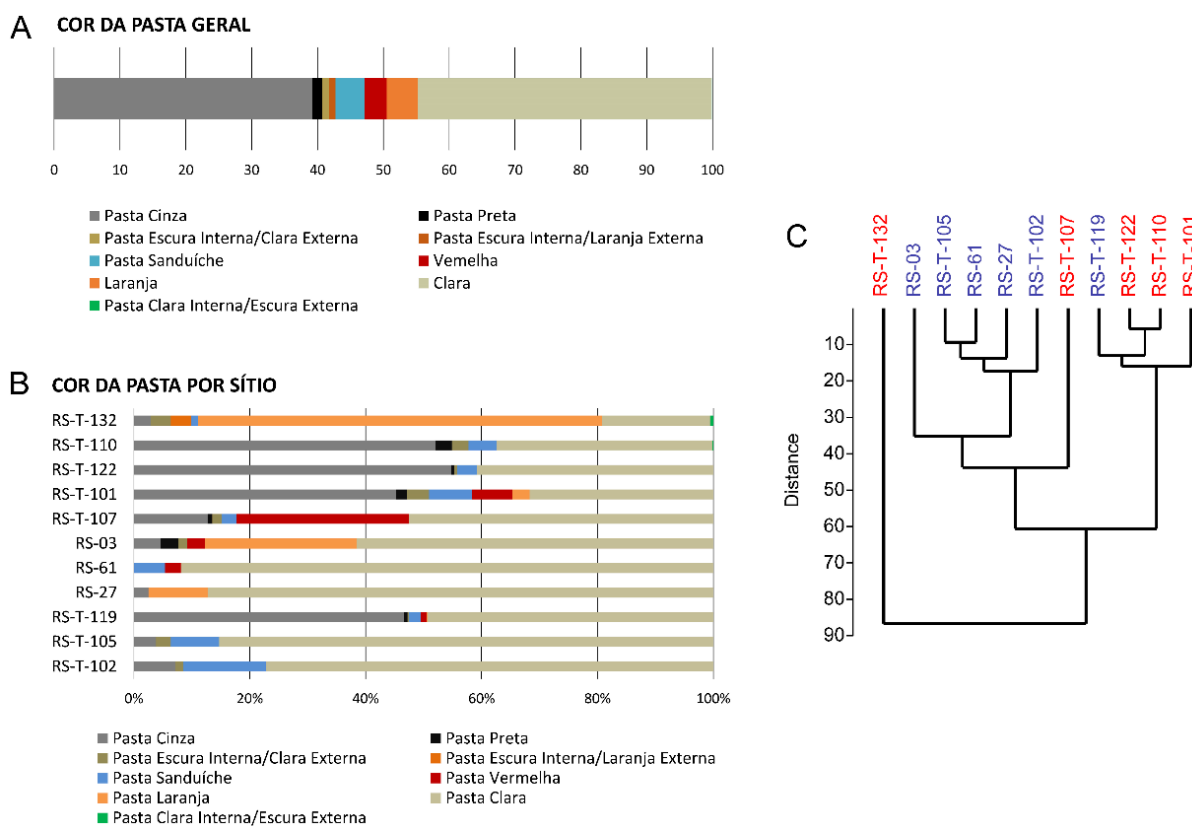 A COR DA PASTA GERAL
0 10 20 30 40 50 60 70 80 90 100
Pasta Cinza Pasta Preta
Pasta Escura Interna/Clara Externa Pasta Escura Interna/Laranja Externa
Pasta Sanduíche Vemelha
Laranja Clara
Pasta Clara Interna/Escura Externa
B COR DA PASTA POR SÍTIO
RS-T-132
RS-T-110
RS-T-122
RS-T-101
RS-T-107
RS-03
RS-61
RS-27
RS-T-119
RS-T-105
RS-T-102
0% 20% 40% 60% 80% 100%
Pasta Cinza Pasta Preta
Pasta Escura Interna/Clara Externa Pasta Escura Interna/Laranja Externa
Pasta Sanduíche Pasta Vermelha
Pasta Laranja Pasta Clara
Pasta Clara Interna/Escura Externa
C
RS-T-132
RS-03
RS-T-105
RS-61
RS-27
RS-T-102
RS-T-107
RS-T-119
RS-T-122
RS-T-110
RS-T-101
Distance
10
20
30
40
50
60
70
80
90